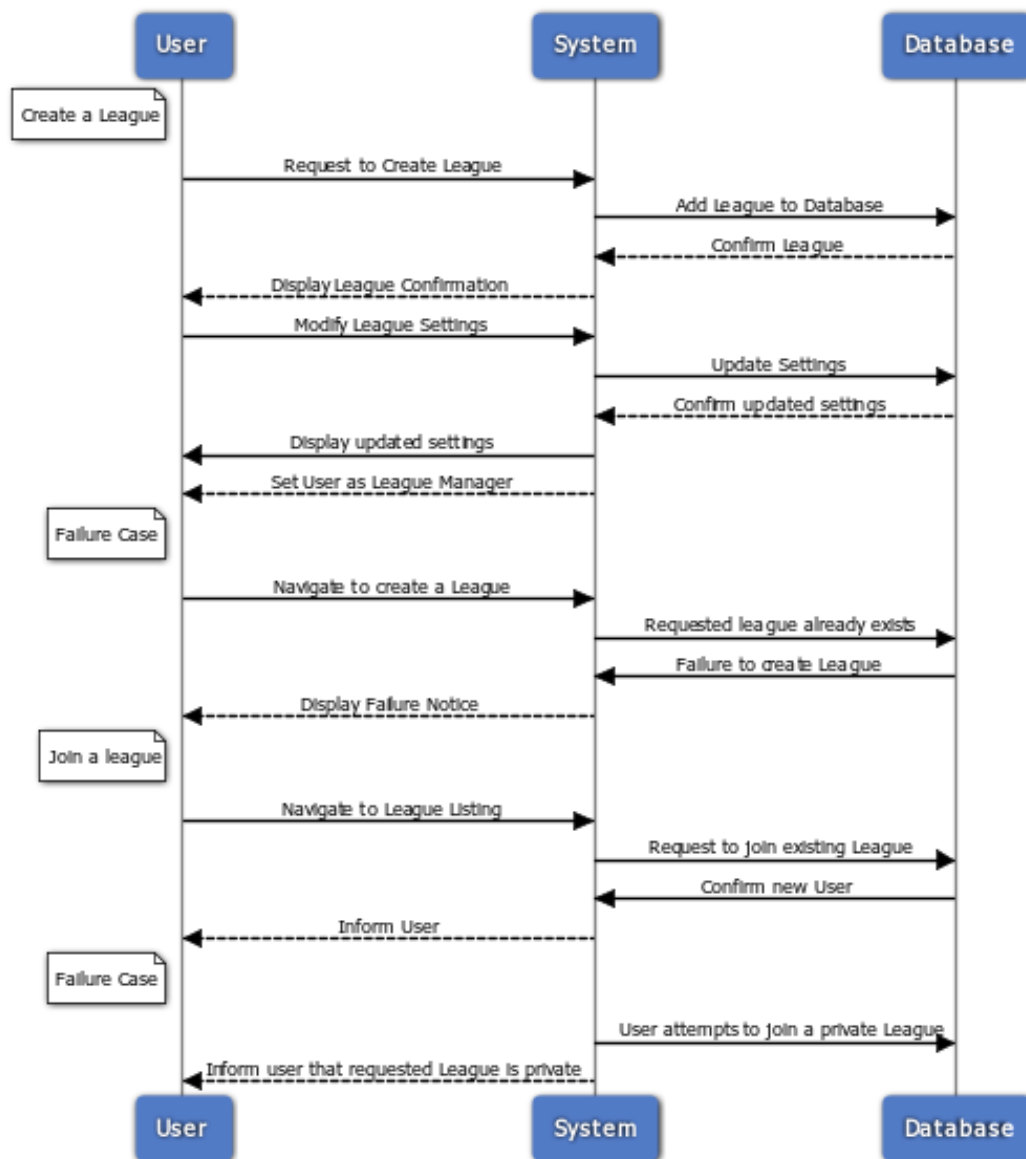 User
System
Database
Create a League
Request to Create League
Add League to Database
Confirm League
Display League Confirmation
Modify League Settings
Update Settings
Confirm updated settings
Display updated settings
Set User as League Manager
Failure Case
Navigate to create a League
Requested league already exists
Failure to create League
Display Failure Notice
Join a league
Navigate to League Listing
Request to join existing League
Confirm new User
Inform User
Failure Case
User attempts to join a private League
Inform user that requested League is private
User
System
Database